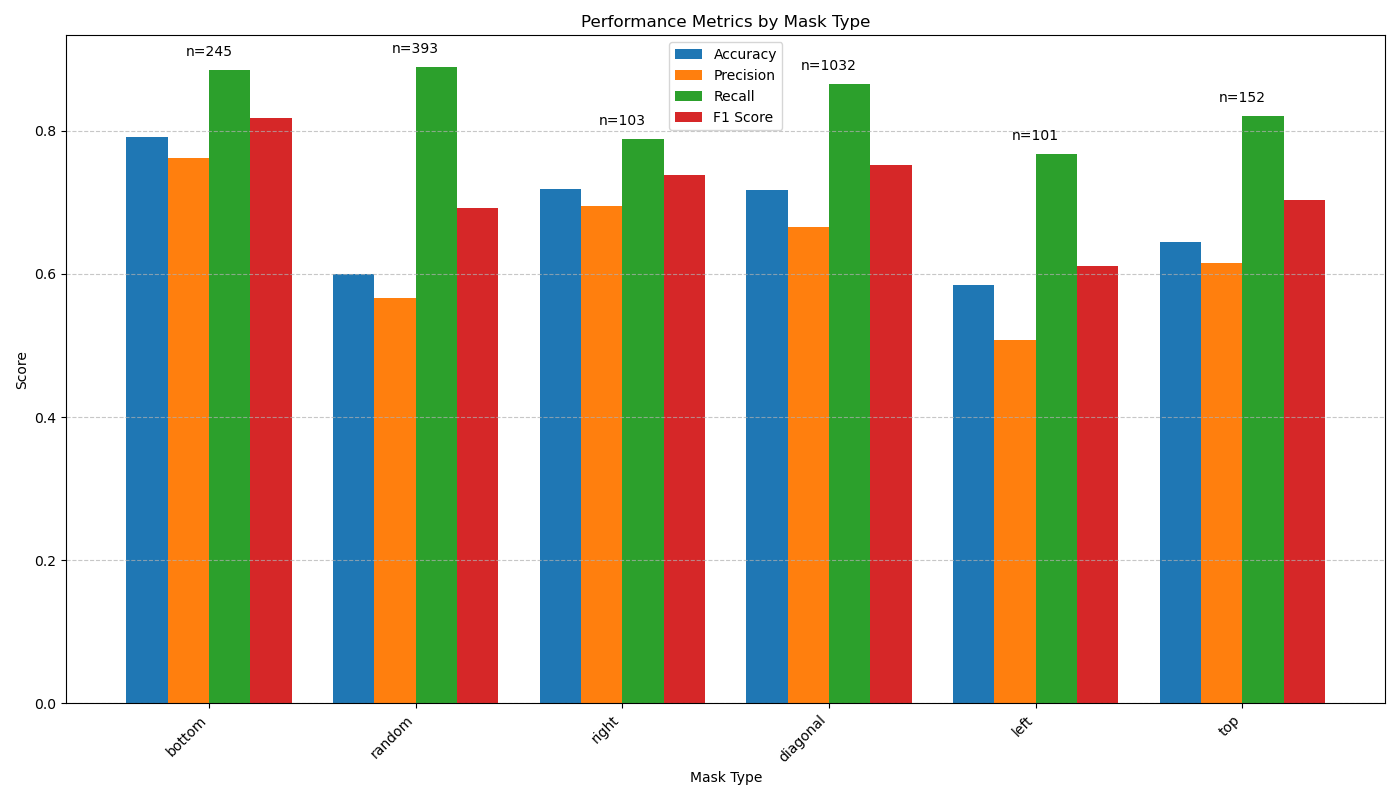 Performance Metrics by Mask Type
n=245
n=393
n=103
n=1032
n=101
n=152
Accuracy
Precision
Recall
F1 Score
Score
0.8
0.6
0.4
0.2
0.0
bottom
random
right
diagonal
left
top
Mask Type